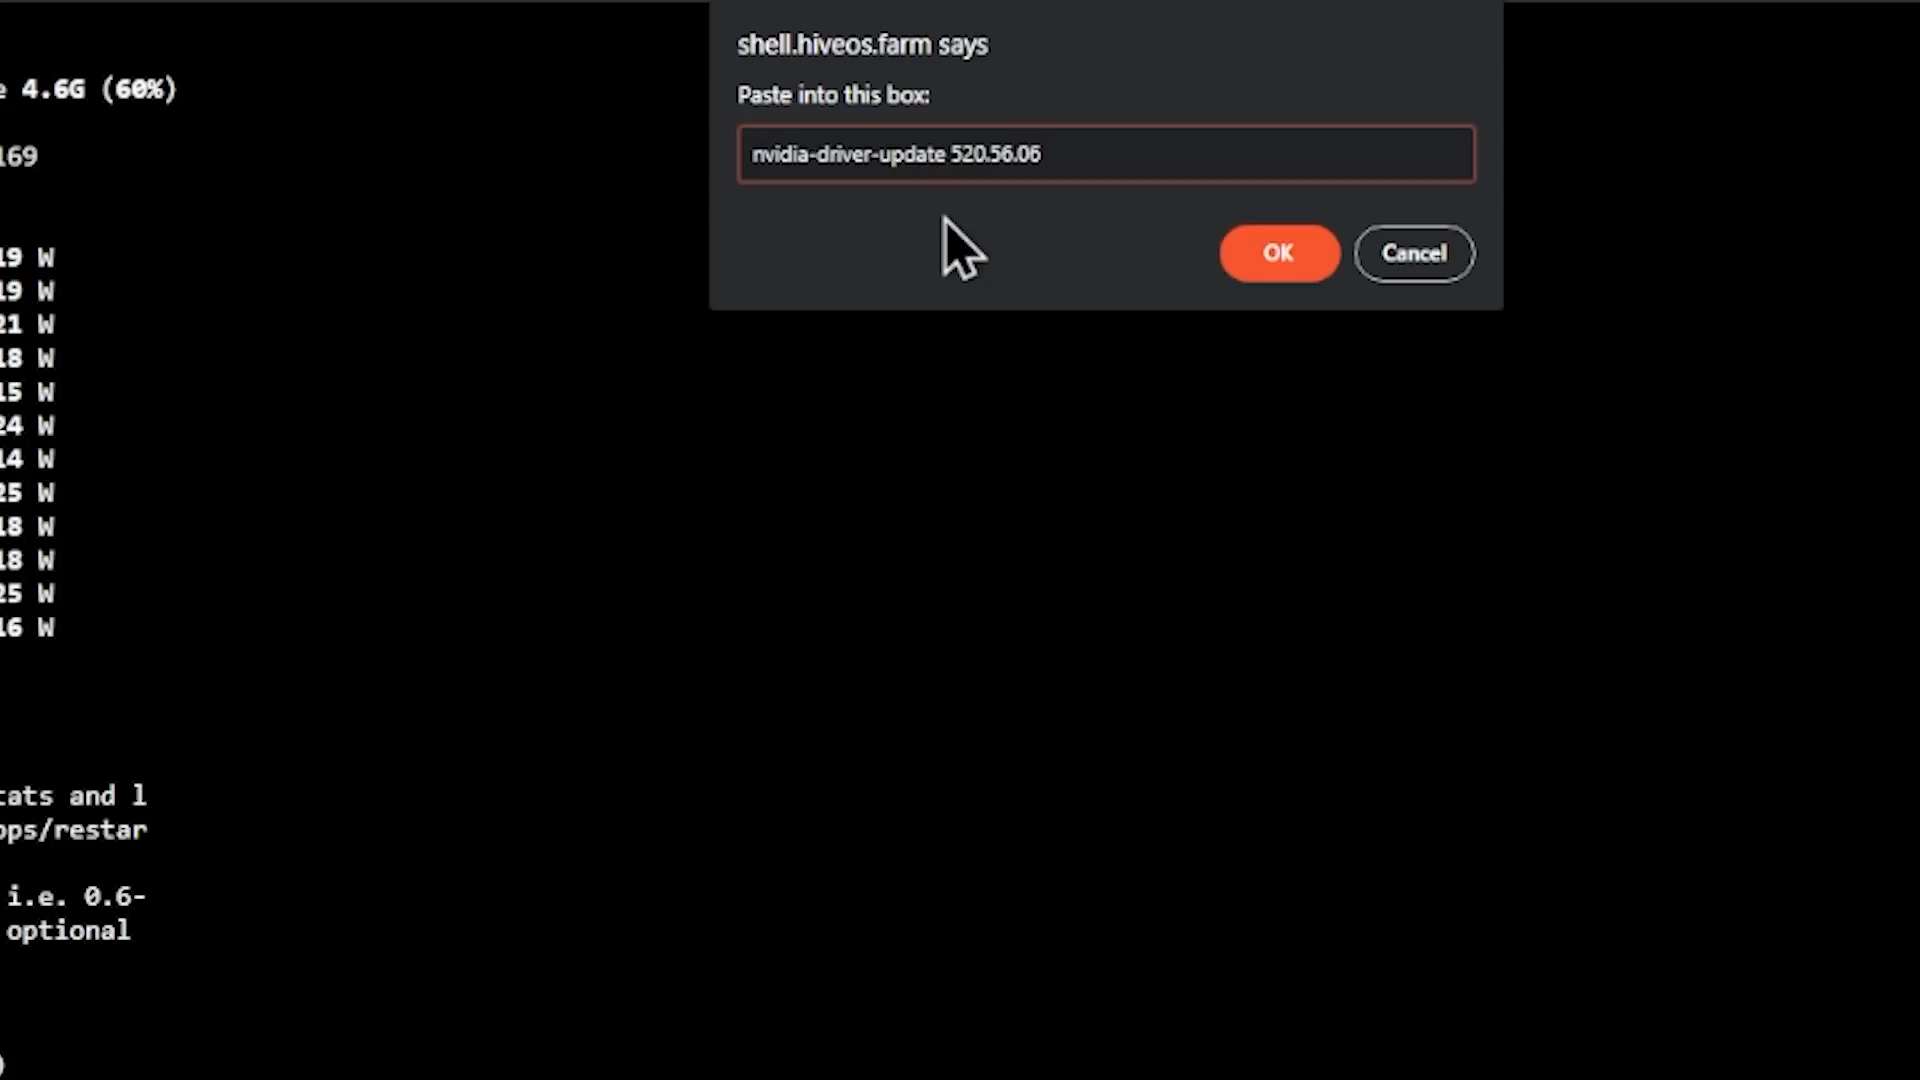 shell.hiveos.farm says
Paste into this box:
nvidia-driver-update 520.56.06
OK
Cancel
4.6G (60%)
169
19 W
19 W
21 W
18 W
15 W
24 W
14 W
25 W
18 W
18 W
25 W
16 W
tats and l
ops/restar
i.e. 0.6-
optional
)